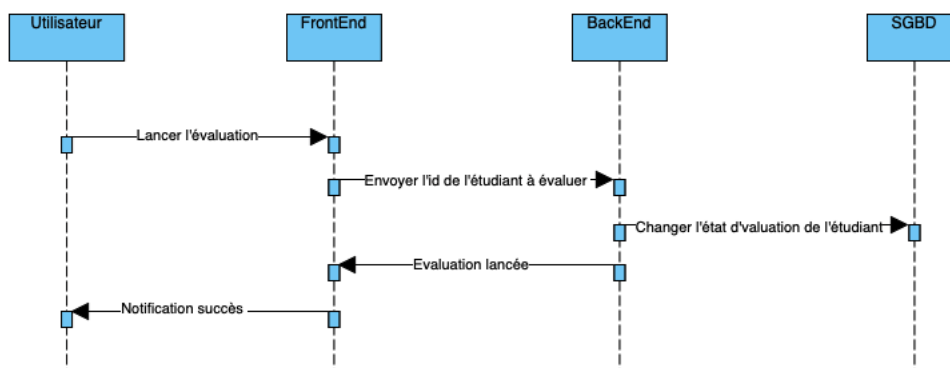 Utilisateur
FrontEnd
BackEnd
SGBD
Lancer l'évaluation
Envoyer l'id de l'étudiant à évaluer
Changer l'état d'valuation de l'étudiant
Evaluation lancée
Notification succès